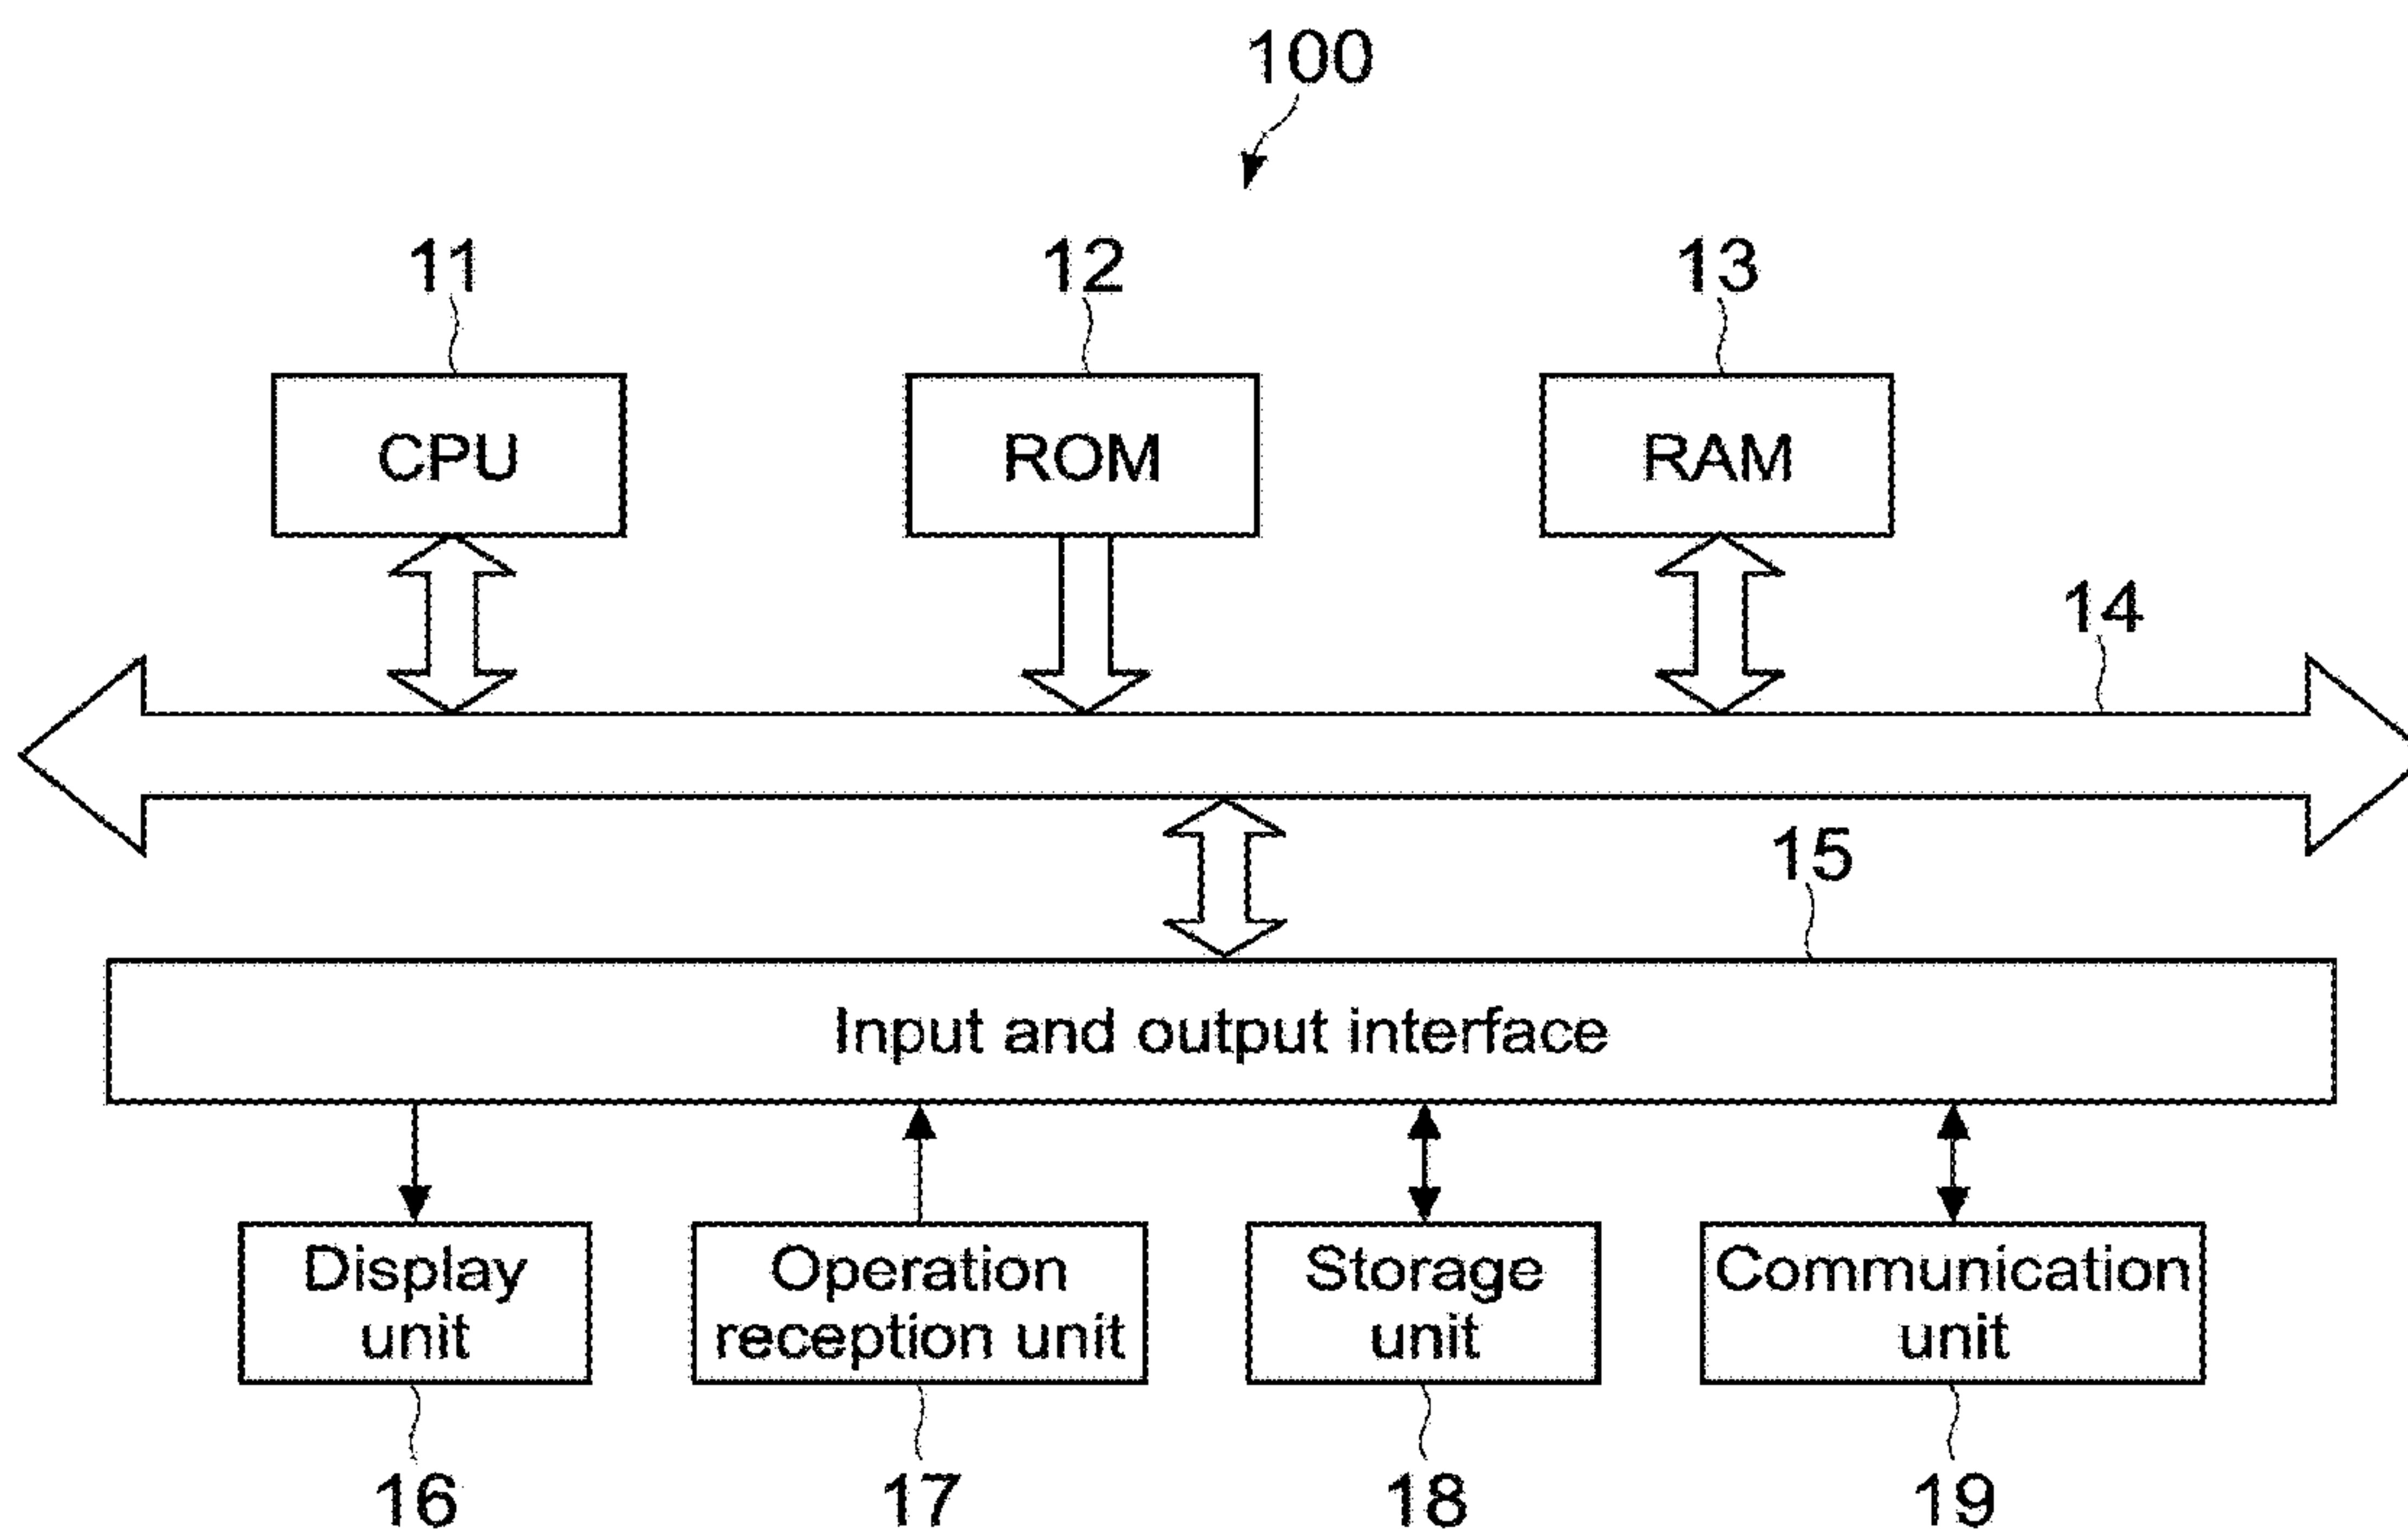 100
11
12
13
CPU
ROM
RAM
14
15
Input and output interface
Display
unit
Operation
reception unit
Storage
unit
Communication
unit
16
17
18
19